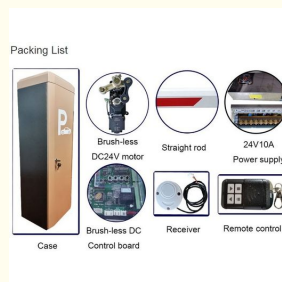 Packing List
Brush-less
DC24V motor
Straight rod
24V10A
Power supply
Case
Brush-less DC
Control board
Receiver
Remote control